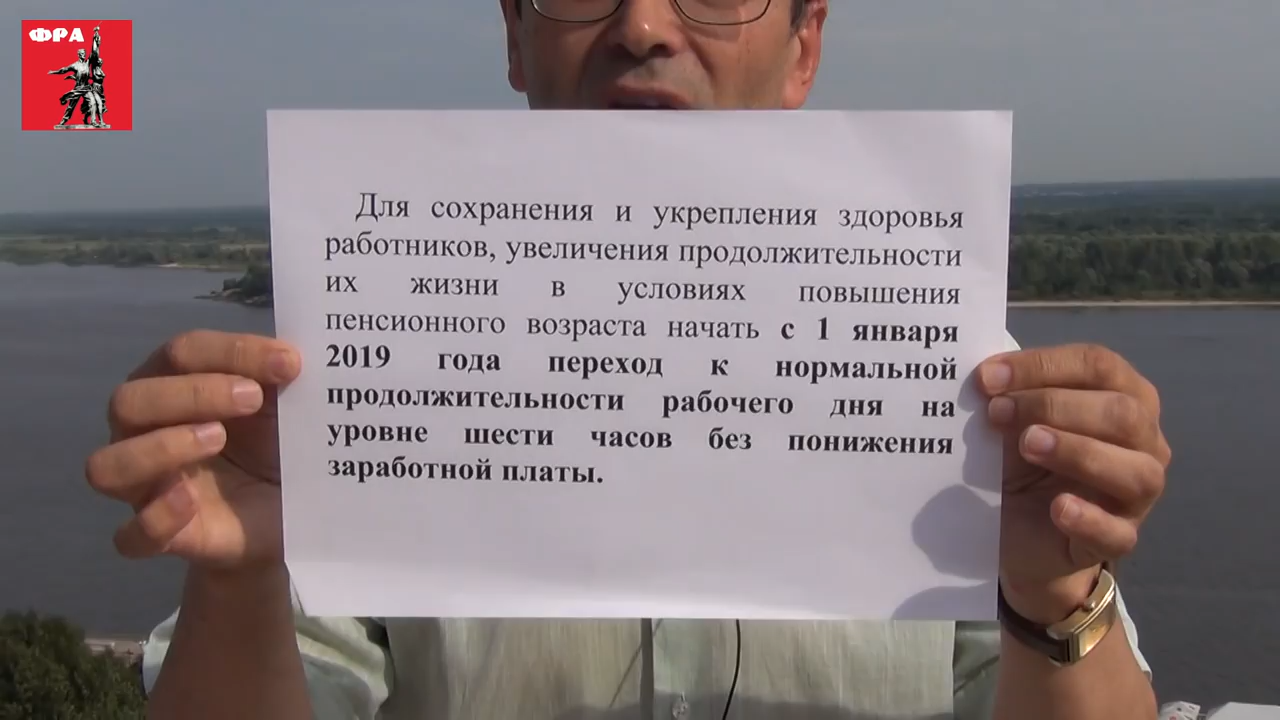 ФРА
Для сохранения и укрепления здоровья
работников, увеличения продолжительности
их жизни в условиях повышения
пенсионного возраста начать с 1 января
2019 года переход к нормальной
продолжительности рабочего дня на
уровне шести часов без понижения
заработной платы.